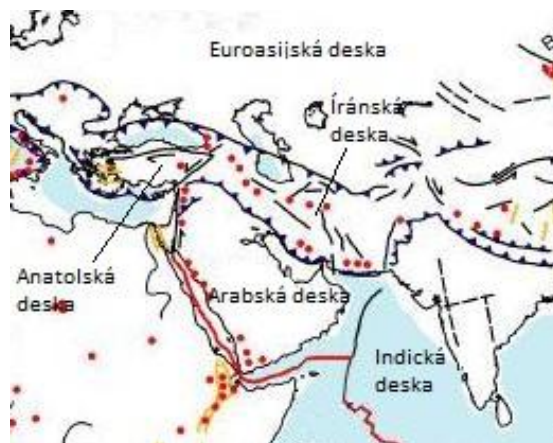 Euroasijská deska
Íránská
deska
Anatolská
deska
Arabská deska
Indická
deska